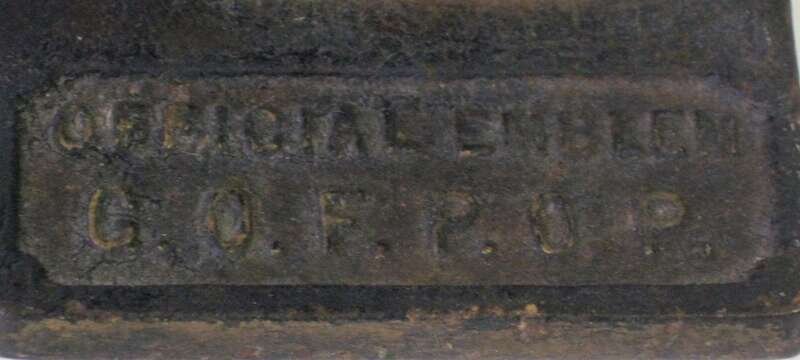 OFFICIAL EMBLEM
G. O. F. P. O. P.